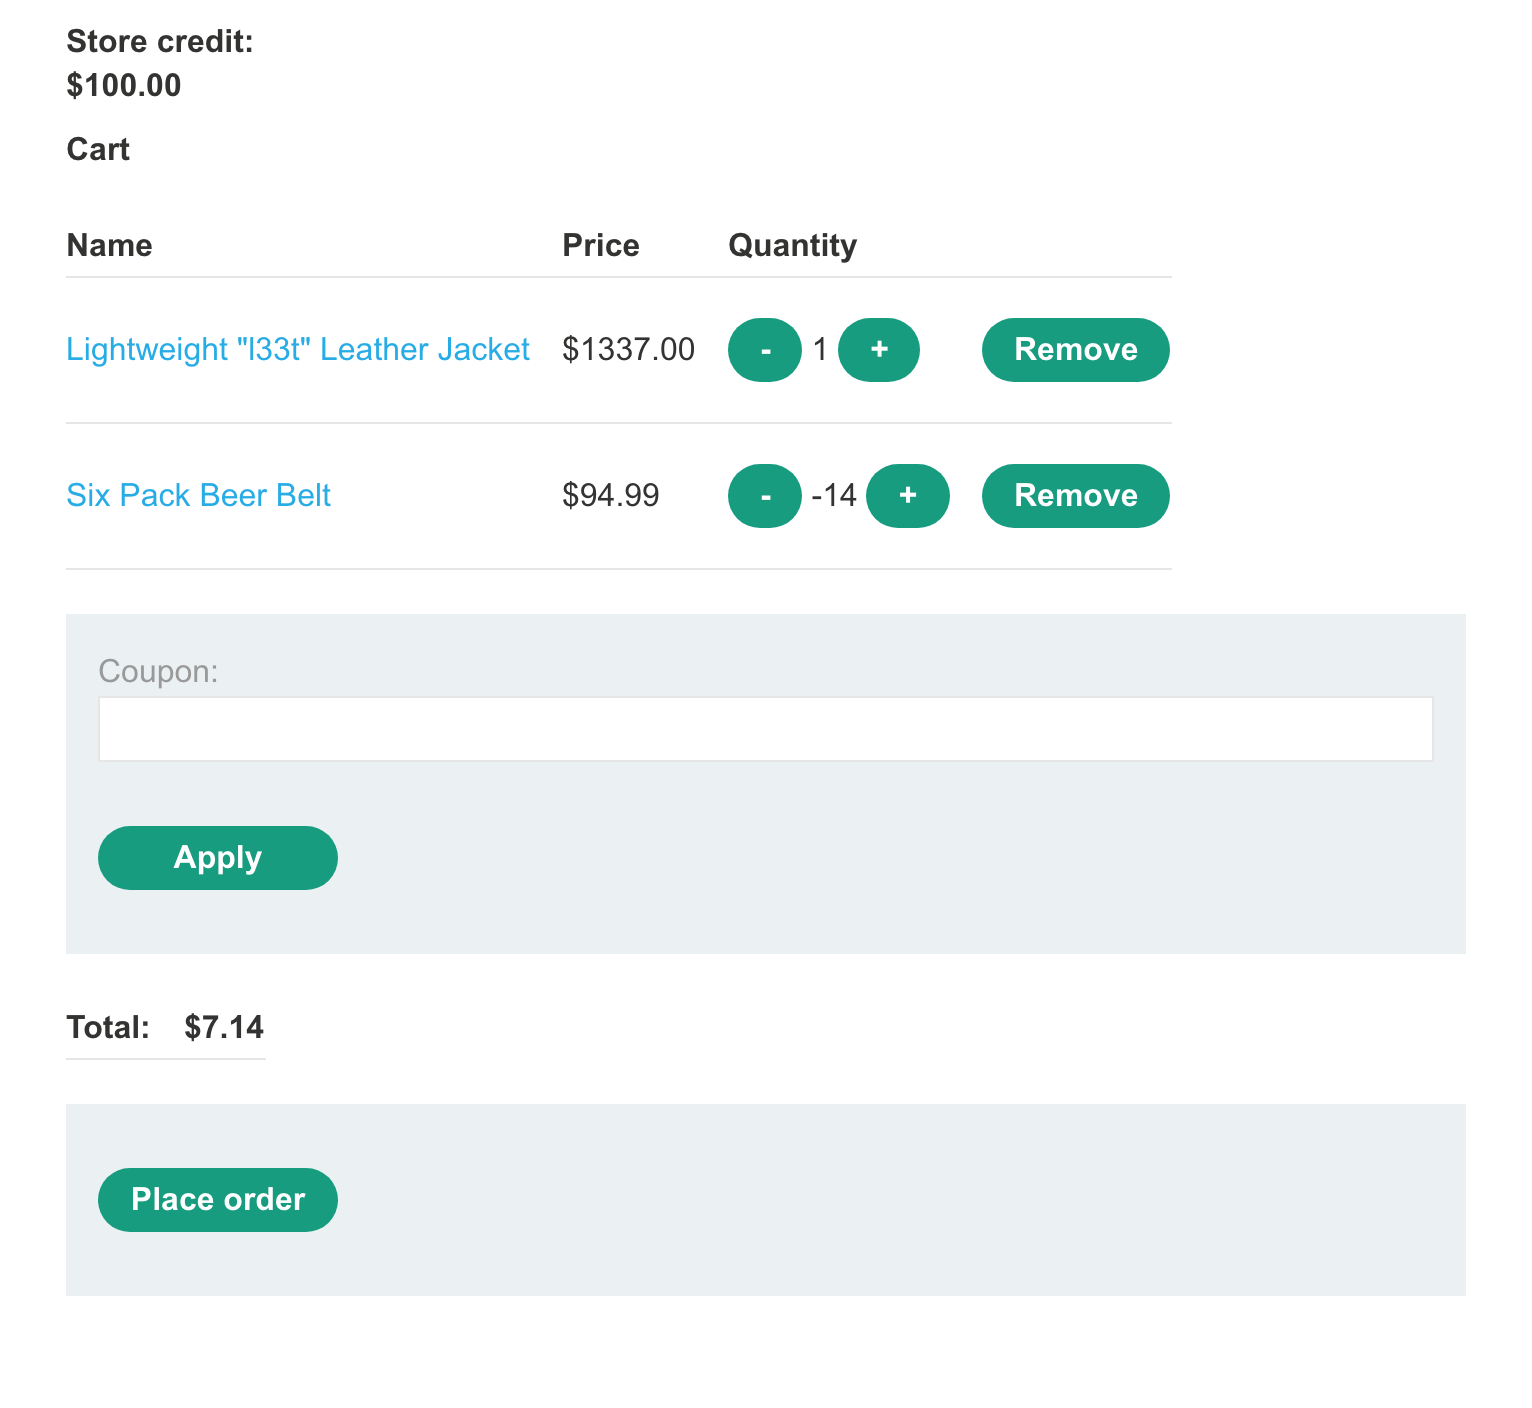 Store credit:
$100.00
Cart
Name Price Quantity
Lightweight "l33t" Leather Jacket $1337.00 - 1 + Remove
Six Pack Beer Belt $94.99 - -14 + Remove
Coupon:
Apply
Total: $7.14
Place order